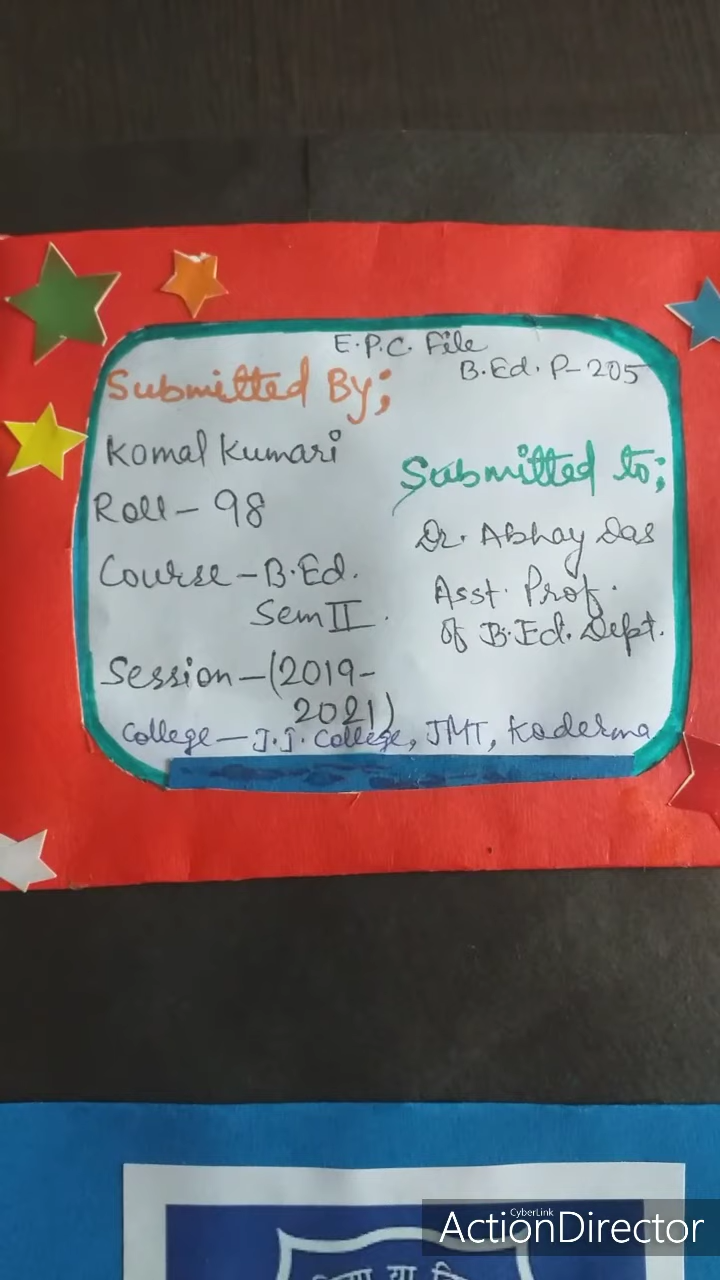 E.P.C. File
B.Ed. P-205
Submitted By;
Komal Kumari
Roll - 98
Course - B.Ed.
Sem II.
Session - (2019-
2021)
Submitted to;
Dr. Abhay Das
Asst. Prof.
of B.Ed. Dept.
College - J.J. College, JMT, Koderma
या
CyberLink
ActionDirector